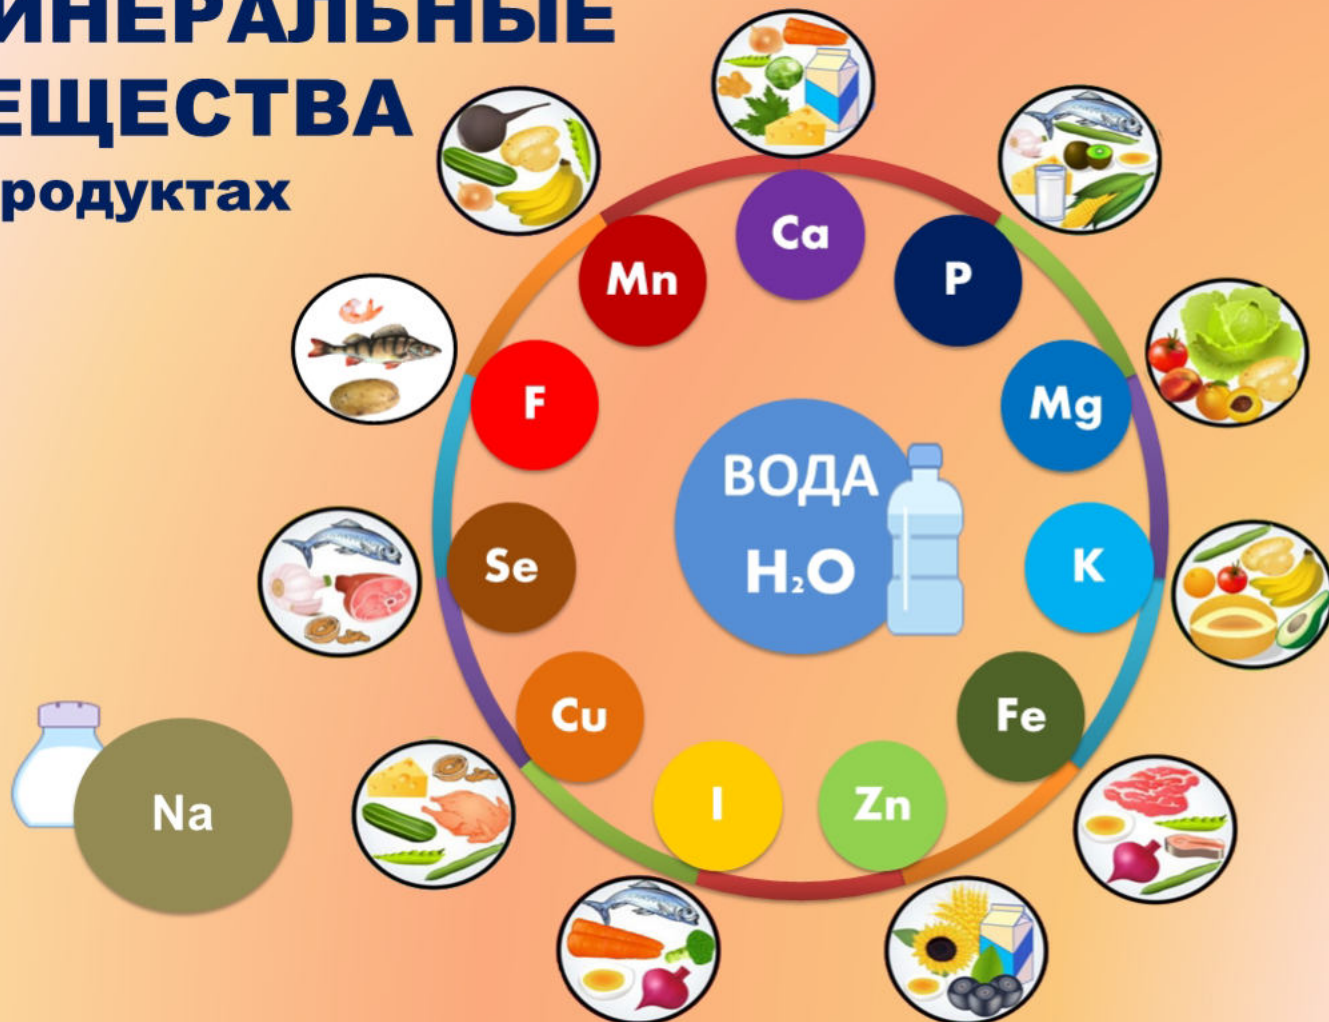 ИНЕРАЛЬНЫЕ
ЕЩЕСТВА
родуктах
Ca
Mn
P
F
Mg
ВОДА
H₂O
Se
K
Cu
Fe
I
Zn
Na